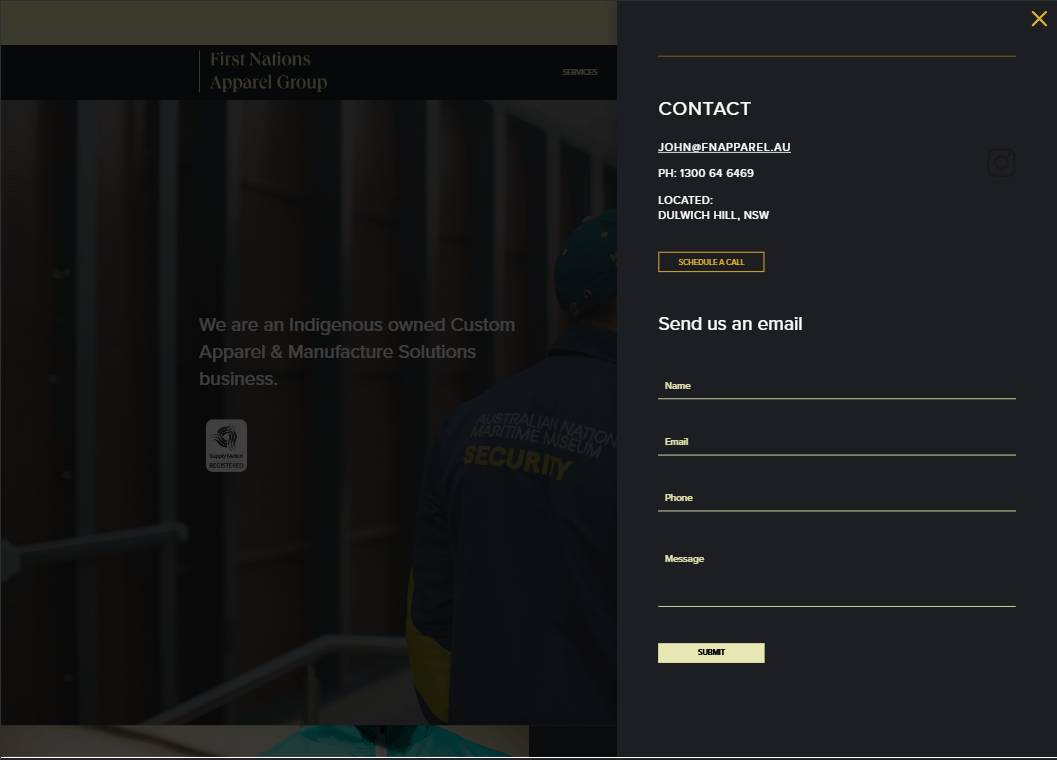 First Nations
Apparel Group
SERVICES
We are an Indigenous owned Custom
Apparel & Manufacture Solutions
business.
Supply Nation
REGISTERED
AUSTRALIAN NATION
MARITIME MUSEUM
SECURITY
CONTACT
JOHN@FNAPPAREL.AU
PH: 1300 64 6469
LOCATED:
DULWICH HILL, NSW
SCHEDULE A CALL
Send us an email
Name
Email
Phone
Message
SUBMIT